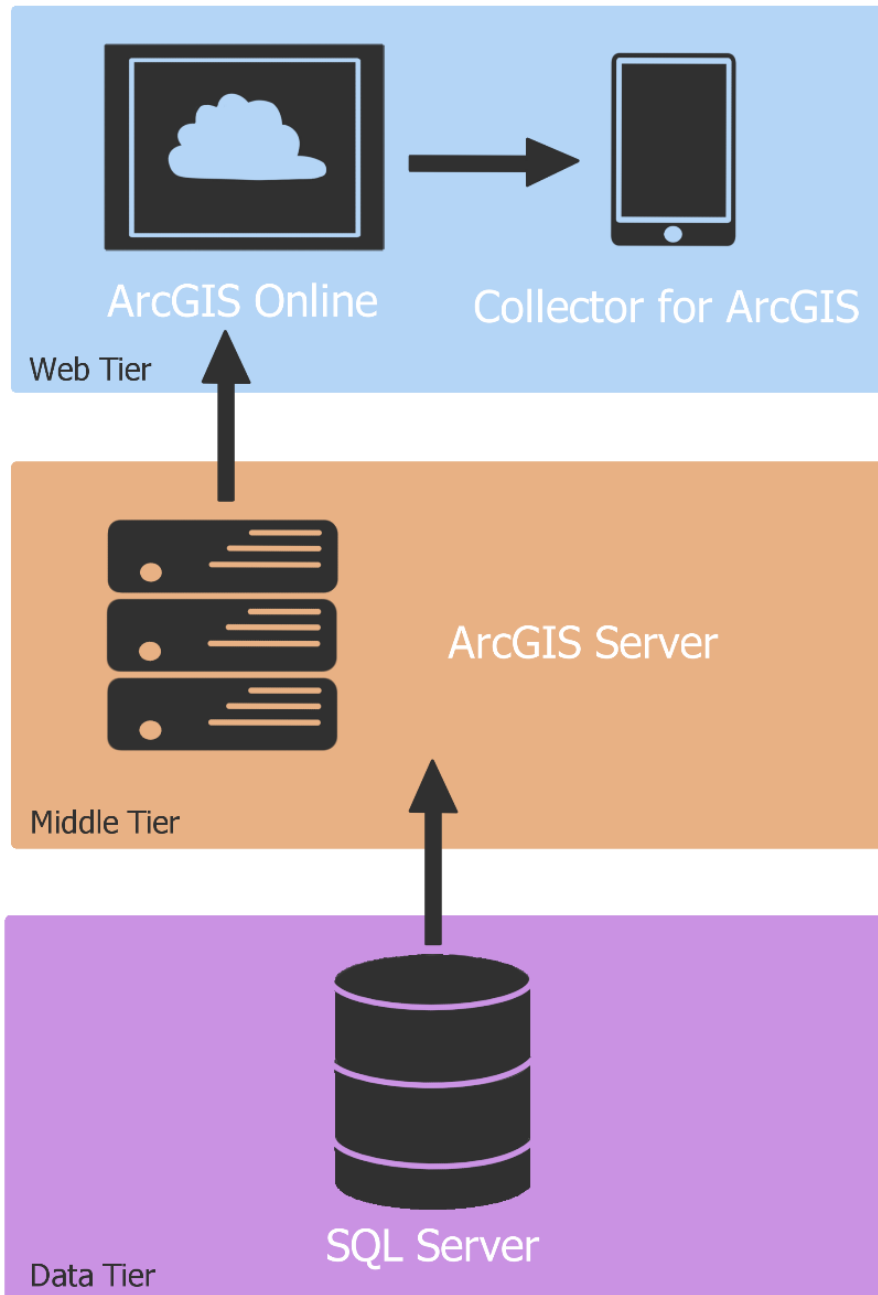 ArcGIS Online
Collector for ArcGIS
Web Tier
ArcGIS Server
Middle Tier
SQL Server
Data Tier